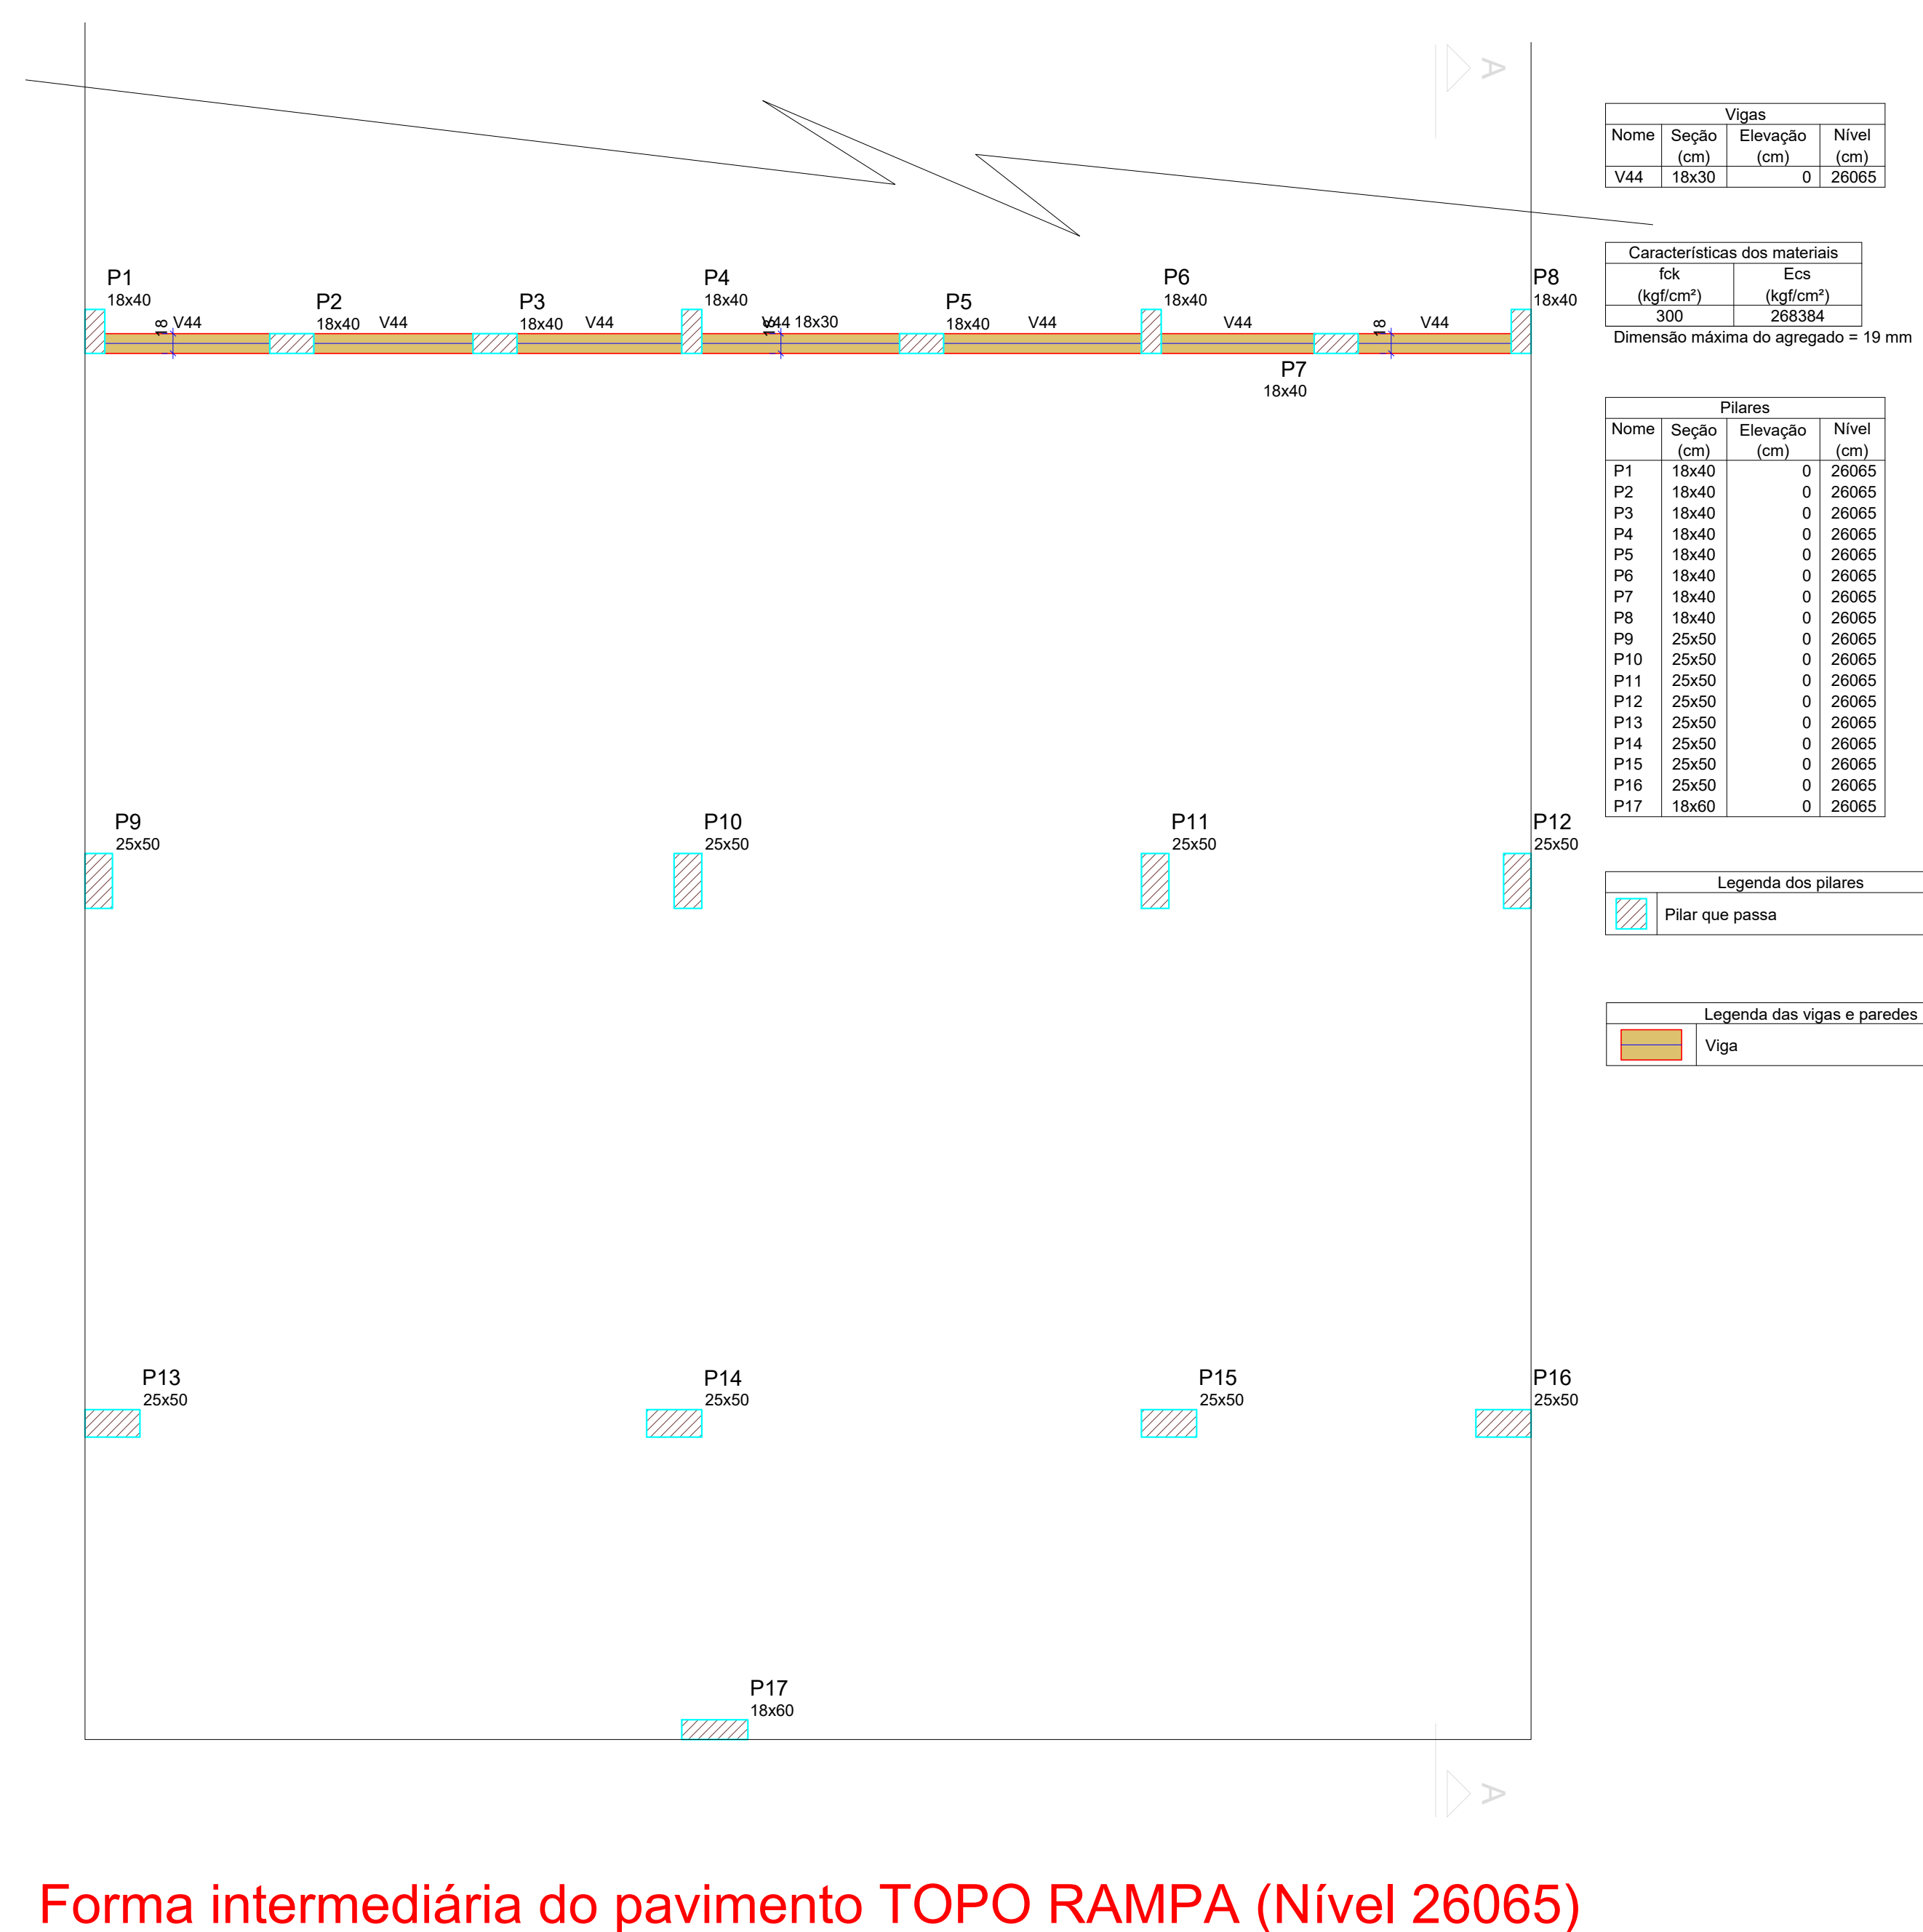 A
Vigas
Nome Seção (cm) Elevação (cm) Nível (cm)
V44 18x30 0 26065
Características dos materiais
fck (kgf/cm²) Ecs (kgf/cm²)
300 268384
Dimensão máxima do agregado = 19 mm
P1
18x40
P2
18x40
P3
18x40
P4
18x40
P5
18x40
P6
18x40
P7
18x40
P8
18x40
18
V44
V44
V44
18
V44 18x30
V44
V44
18
V44
Pilares
Nome Seção (cm) Elevação (cm) Nível (cm)
P1 18x40 0 26065
P2 18x40 0 26065
P3 18x40 0 26065
P4 18x40 0 26065
P5 18x40 0 26065
P6 18x40 0 26065
P7 18x40 0 26065
P8 18x40 0 26065
P9 25x50 0 26065
P10 25x50 0 26065
P11 25x50 0 26065
P12 25x50 0 26065
P13 25x50 0 26065
P14 25x50 0 26065
P15 25x50 0 26065
P16 25x50 0 26065
P17 18x60 0 26065
P9
25x50
P10
25x50
P11
25x50
P12
25x50
Legenda dos pilares
Pilar que passa
Legenda das vigas e paredes
Viga
P13
25x50
P14
25x50
P15
25x50
P16
25x50
P17
18x60
A
Forma intermediária do pavimento TOPO RAMPA (Nível 26065)